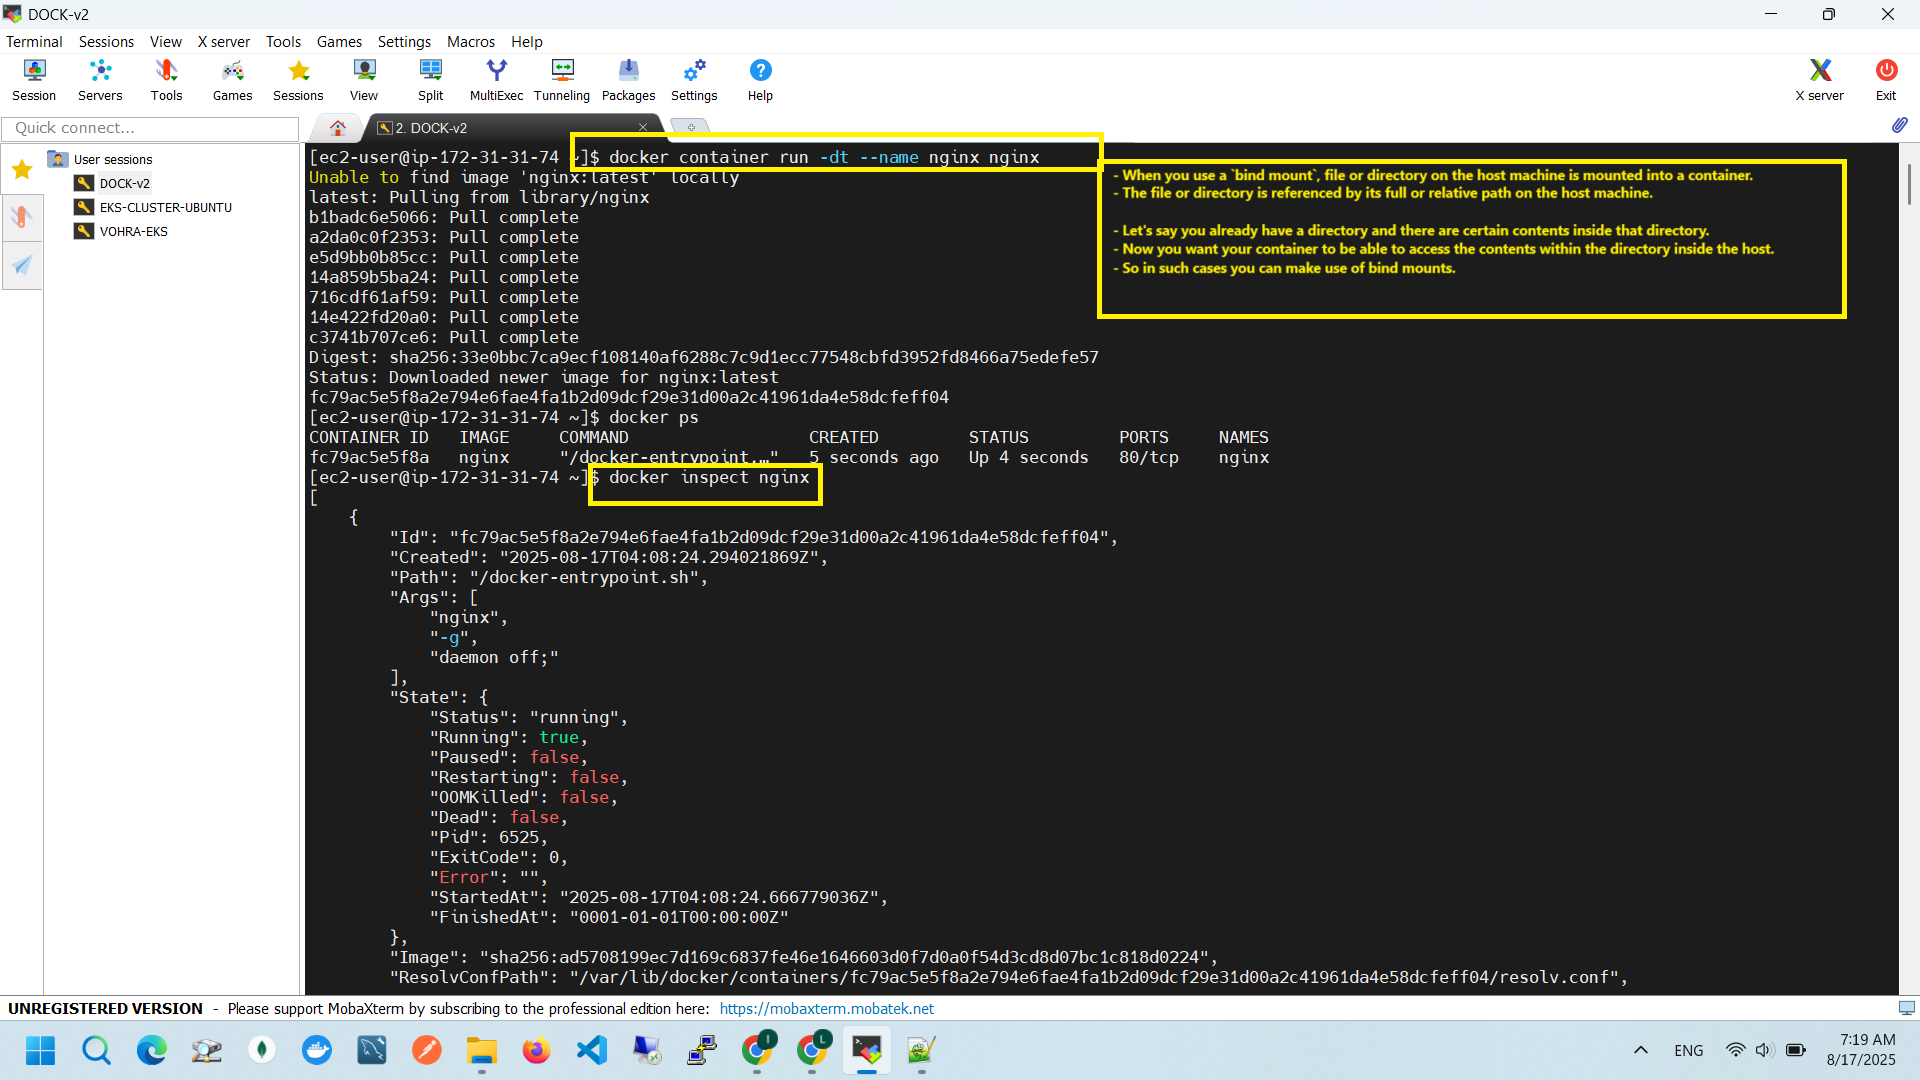 DOCK-v2
Terminal Sessions View X server Tools Games Settings Macros Help
Session Servers Tools Games Sessions View Split MultiExec Tunneling Packages Settings Help X server Exit
Quick connect...
2. DOCK-v2
User sessions
DOCK-v2
EKS-CLUSTER-UBUNTU
VOHRA-EKS
[ec2-user@ip-172-31-31-74 ~]$ docker container run -dt --name nginx nginx
Unable to find image 'nginx:latest' locally
latest: Pulling from library/nginx
b1badc6e5066: Pull complete
a2da0c0f2353: Pull complete
e5d9bb0b85cc: Pull complete
14a859b5ba24: Pull complete
716cdf61af59: Pull complete
14e422fd20a0: Pull complete
c3741b707ce6: Pull complete
Digest: sha256:33e0bbc7ca9ecf108140af6288c7c9d1ecc77548cbfd3952fd8466a75edefe57
Status: Downloaded newer image for nginx:latest
fc79ac5e5f8a2e794e6fae4fa1b2d09dcf29e31d00a2c41961da4e58dcfeff04
[ec2-user@ip-172-31-31-74 ~]$ docker ps
CONTAINER ID IMAGE COMMAND CREATED STATUS PORTS NAMES
fc79ac5e5f8a nginx "/docker-entrypoint.…" 5 seconds ago Up 4 seconds 80/tcp nginx
[ec2-user@ip-172-31-31-74 ~]$ docker inspect nginx
[
{
"Id": "fc79ac5e5f8a2e794e6fae4fa1b2d09dcf29e31d00a2c41961da4e58dcfeff04",
"Created": "2025-08-17T04:08:24.294021869Z",
"Path": "/docker-entrypoint.sh",
"Args": [
"nginx",
"-g",
"daemon off;"
],
"State": {
"Status": "running",
"Running": true,
"Paused": false,
"Restarting": false,
"OOMKilled": false,
"Dead": false,
"Pid": 6525,
"ExitCode": 0,
"Error": "",
"StartedAt": "2025-08-17T04:08:24.666779036Z",
"FinishedAt": "0001-01-01T00:00:00Z"
},
"Image": "sha256:ad5708199ec7d169c6837fe46e1646603d0f7d0a0f54d3cd8d07bc1c818d0224",
"ResolvConfPath": "/var/lib/docker/containers/fc79ac5e5f8a2e794e6fae4fa1b2d09dcf29e31d00a2c41961da4e58dcfeff04/resolv.conf",
- When you use a `bind mount`, file or directory on the host machine is mounted into a container.
- The file or directory is referenced by its full or relative path on the host machine.
- Let's say you already have a directory and there are certain contents inside that directory.
- Now you want your container to be able to access the contents within the directory inside the host.
- So in such cases you can make use of bind mounts.
UNREGISTERED VERSION - Please support MobaXterm by subscribing to the professional edition here: https://mobaxterm.mobatek.net
I
L
ENG
7:19 AM
8/17/2025